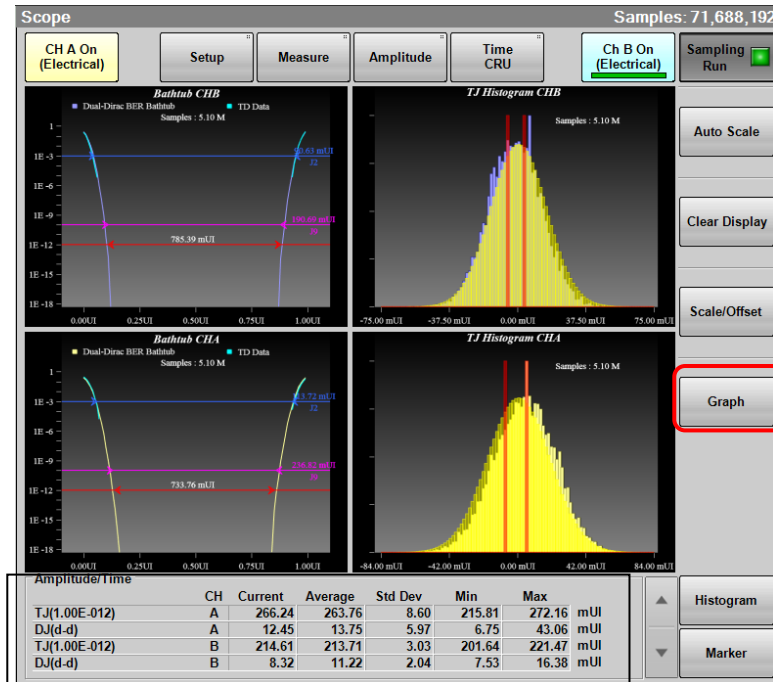 Scope Samples: 71,688,192
CH A On (Electrical)
Setup
Measure
Amplitude
Time CRU
Ch B On (Electrical)
Sampling Run
Bathtub CHB
Dual-Dirac BER Bathtub TD Data
Samples : 5.10 M
1
1E-3
1E-6
1E-9
1E-12
1E-15
1E-18
J2
785.39 mUI
0.00UI 0.25UI 0.50UI 0.75UI 1.00UI
TJ Histogram CHB
Samples : 5.10 M
-75.00 mUI -37.50 mUI 0.00 mUI 37.50 mUI 75.00 mUI
Bathtub CHA
Dual-Dirac BER Bathtub TD Data
Samples : 5.10 M
1
1E-3
1E-6
1E-9
1E-12
1E-15
1E-18
J2
733.76 mUI
0.00UI 0.25UI 0.50UI 0.75UI 1.00UI
TJ Histogram CHA
Samples : 5.10 M
-84.00 mUI -42.00 mUI 0.00 mUI 42.00 mUI 84.00 mUI
Auto Scale
Clear Display
Scale/Offset
Graph
Amplitude/Time
CH Current Average Std Dev Min Max
TJ(1.00E-012) A 266.24 263.76 8.60 215.81 272.16 mUI
DJ(d-d) A 12.45 13.75 5.97 6.75 43.06 mUI
TJ(1.00E-012) B 214.61 213.71 3.03 201.64 221.47 mUI
DJ(d-d) B 8.32 11.22 2.04 7.53 16.38 mUI
Histogram
Marker